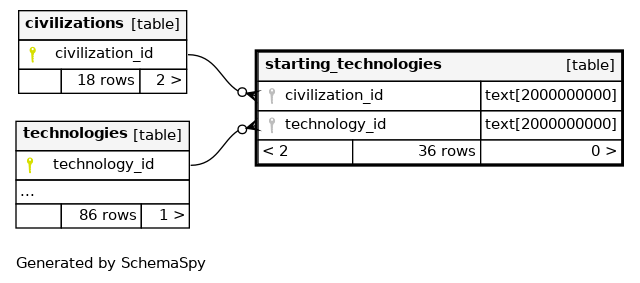 civilizations [table]
civilization_id
18 rows 2 >
technologies [table]
technology_id
...
86 rows 1 >
starting_technologies [table]
civilization_id text[2000000000]
technology_id text[2000000000]
< 2 36 rows 0 >
Generated by SchemaSpy